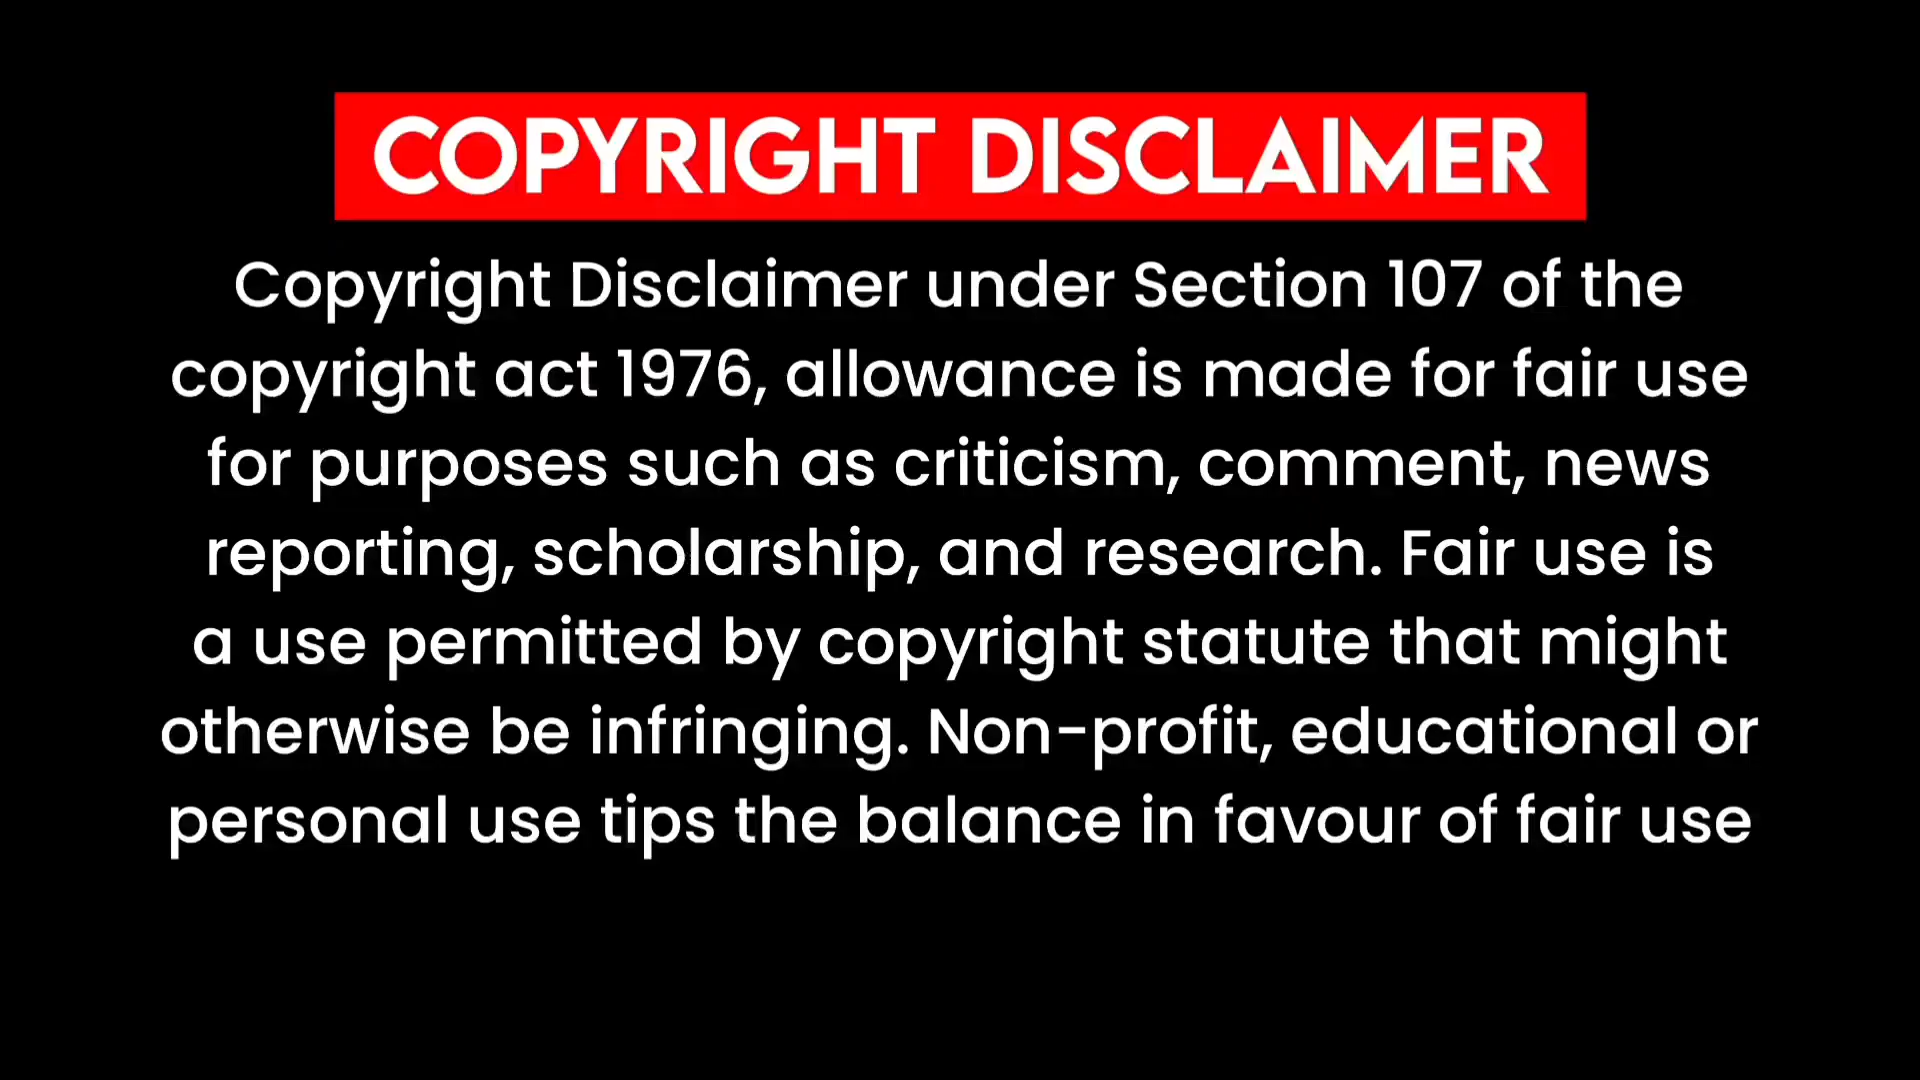 COPYRIGHT DISCLAIMER
Copyright Disclaimer under Section 107 of the
copyright act 1976, allowance is made for fair use
for purposes such as criticism, comment, news
reporting, scholarship, and research. Fair use is
a use permitted by copyright statute that might
otherwise be infringing. Non-profit, educational or
personal use tips the balance in favour of fair use